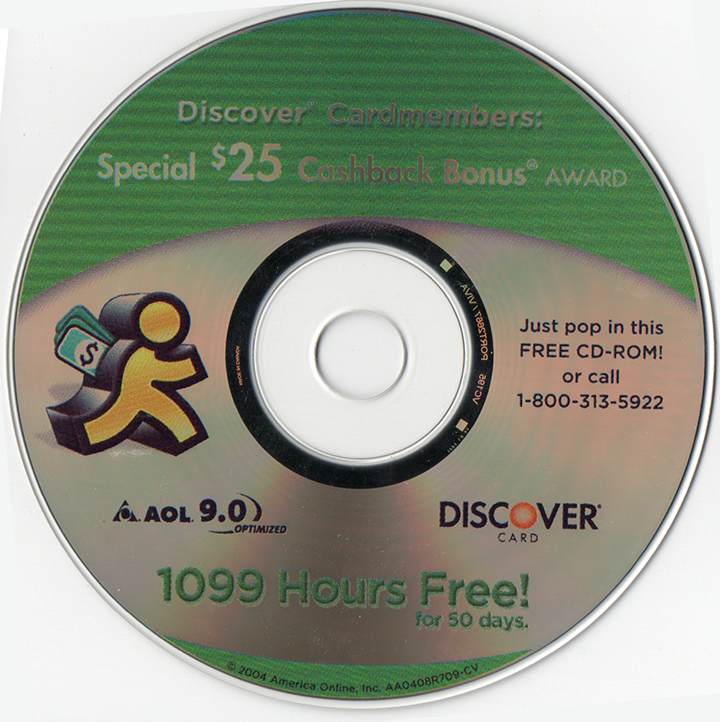 Discover® Cardmembers:
Special $25 Cashback Bonus® AWARD
Just pop in this
FREE CD-ROM!
or call
1-800-313-5922
$
AOL 9.0
OPTIMIZED
DISCOVER®
CARD
1099 Hours Free!
for 50 days.
© 2004 America Online, Inc. AA0408R709-CV
VC195